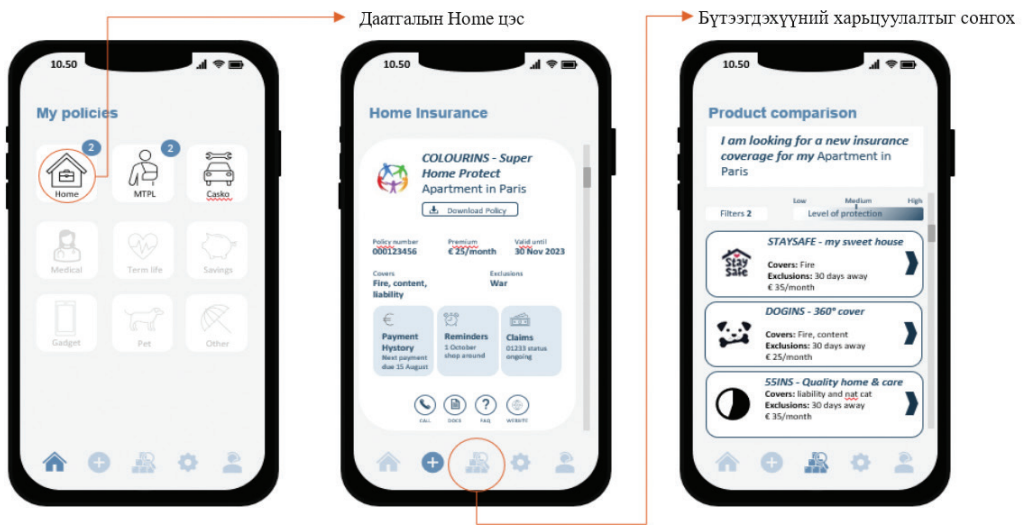 Даатгалын Home цэс
Бүтээгдэхүүний харьцуулалтыг сонгох
10.50
My policies
2
2
Home
MTPL
Casko
Medical
Term life
Savings
Gadget
Pet
Other
10.50
Home Insurance
COLOURINS - Super
Home Protect
Apartment in Paris
Download Policy
Policy number
000123456
Premium
€ 25/month
Valid until
30 Nov 2023
Covers
Fire, content,
liability
Exclusions
War
Payment
Hystory
Next payment
due 15 August
Reminders
1 October
shop around
Claims
01233 status
ongoing
CALL
DOCS
FAQ
WEBSITE
10.50
Product comparison
I am looking for a new insurance
coverage for my Apartment in
Paris
Filters 2
Low
Medium
High
Level of protection
Stay
Safe
STAYSAFE - my sweet house
Covers: Fire
Exclusions: 30 days away
€ 35/month
DOGINS - 360° cover
Covers: Fire, content
Exclusions: 30 days away
€ 25/month
55INS - Quality home & care
Covers: liability and nat cat
Exclusions: 30 days away
€ 35/month